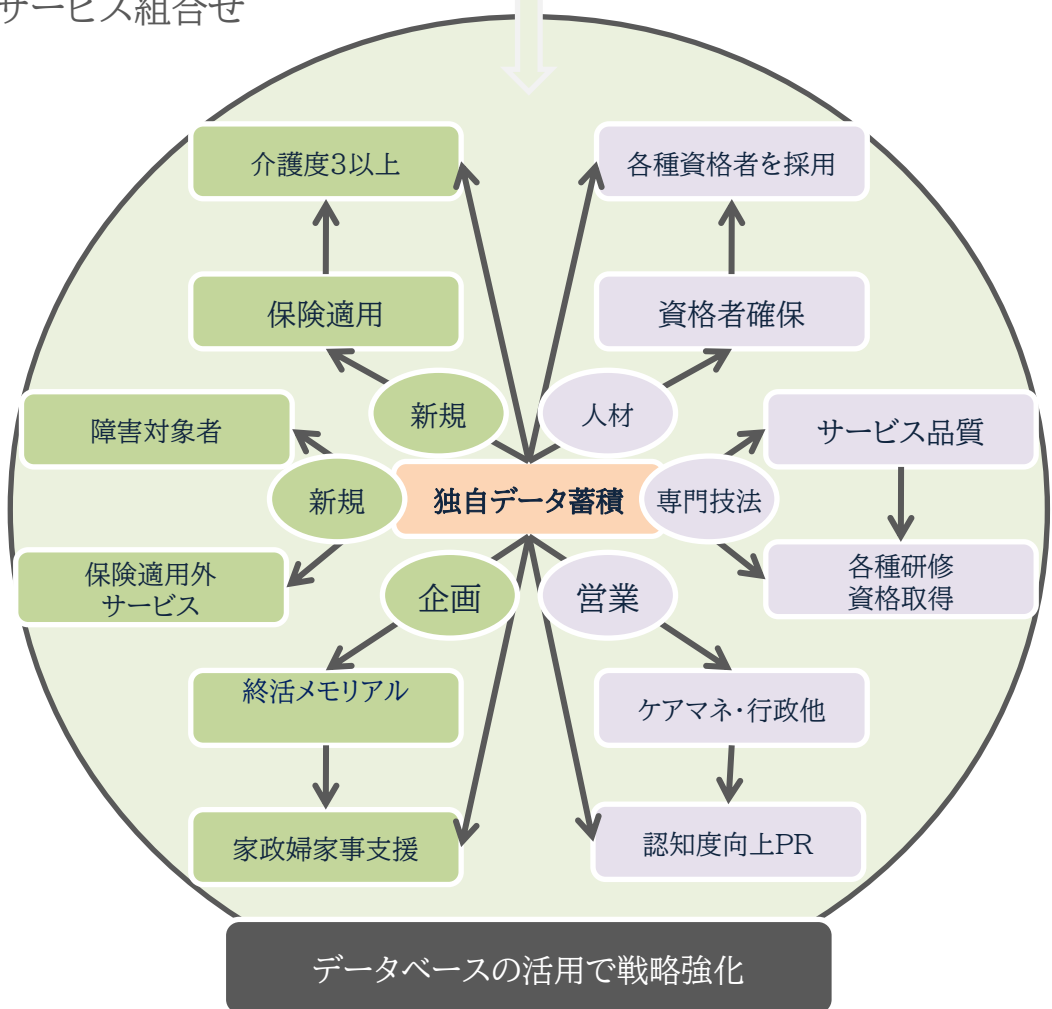 サービス組合せ
介護度3以上
各種資格者を採用
保険適用
資格者確保
新規
人材
障害対象者
サービス品質
新規
独自データ蓄積
専門技法
保険適用外
サービス
企画
営業
各種研修
資格取得
終活メモリアル
ケアマネ・行政他
家政婦家事支援
認知度向上PR
データベースの活用で戦略強化